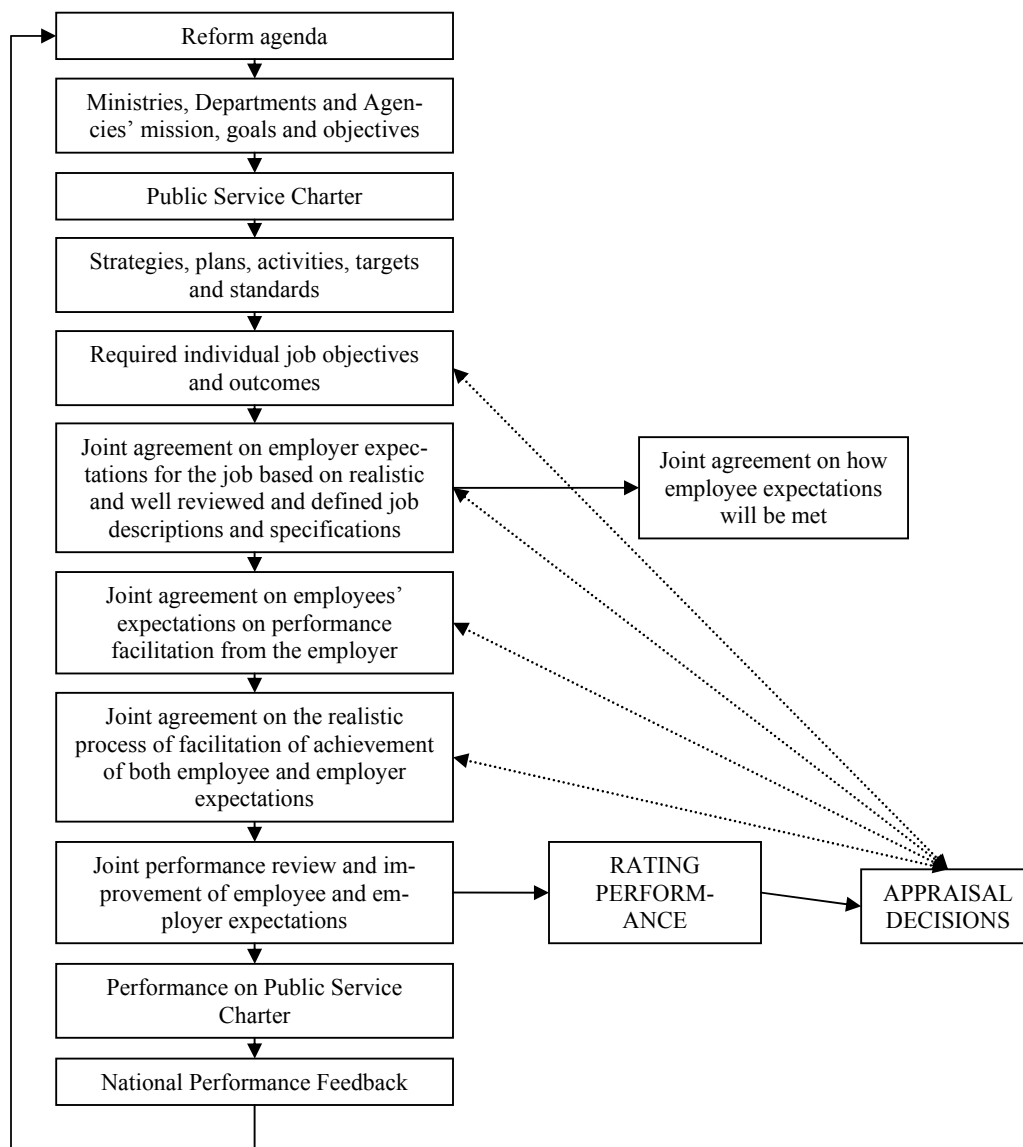 Reform agenda
Ministries, Departments and Agen-
cies' mission, goals and objectives
Public Service Charter
Strategies, plans, activities, targets
and standards
Required individual job objectives
and outcomes
Joint agreement on employer expec-
tations for the job based on realistic
and well reviewed and defined job
descriptions and specifications
Joint agreement on how
employee expectations
will be met
Joint agreement on employees'
expectations on performance
facilitation from the employer
Joint agreement on the realistic
process of facilitation of achievement
of both employee and employer
expectations
Joint performance review and im-
provement of employee and em-
ployer expectations
RATING
PERFORM-
ANCE
APPRAISAL
DECISIONS
Performance on Public Service
Charter
National Performance Feedback